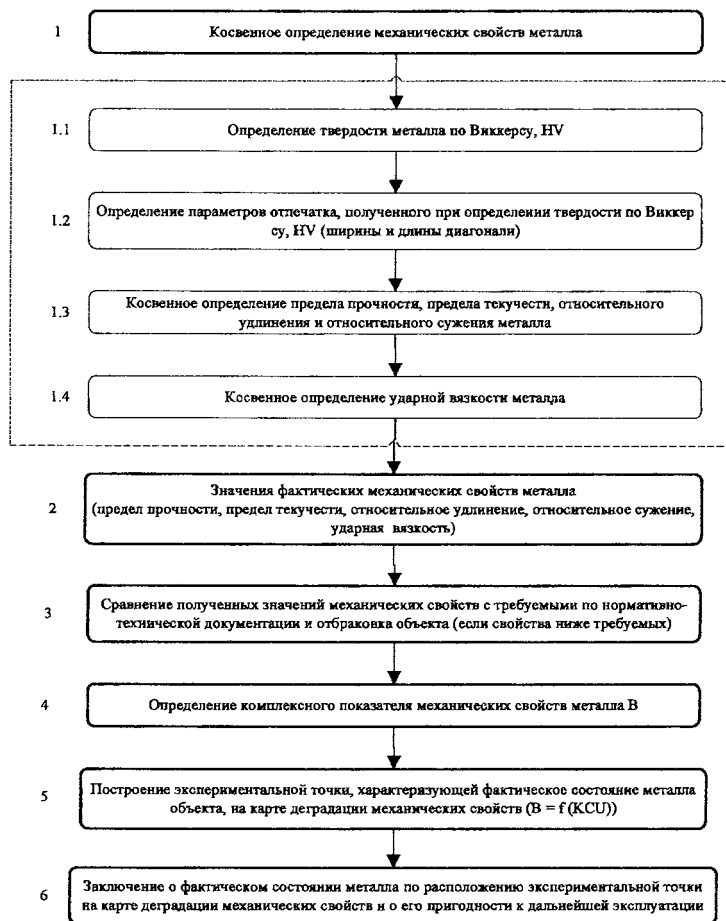 1
Косвенное определение механических свойств металла
1.1
Определение твердости металла по Виккерсу, HV
1.2
Определение параметров отпечатка, полученного при определении твердости по Виккер
су, HV (ширины и длины диагонали)
1.3
Косвенное определение предела прочности, предела текучести, относительного
удлинения и относительного сужения металла
1.4
Косвенное определение ударной вязкости металла
2
Значения фактических механических свойств металла
(предел прочности, предел текучести, относительное удлинение, относительное сужение,
ударная вязкость)
3
Сравнение полученных значений механических свойств с требуемыми по нормативно-
технической документации и отбраковка объекта (если свойства ниже требуемых)
4
Определение комплексного показателя механических свойств металла В
5
Построение экспериментальной точки, характеризующей фактическое состояние металла
объекта, на карте деградации механических свойств (В = f (KCU))
6
Заключение о фактическом состоянии металла по расположению экспериментальной точки
на карте деградации механических свойств и о его пригодности к дальнейшей эксплуатации